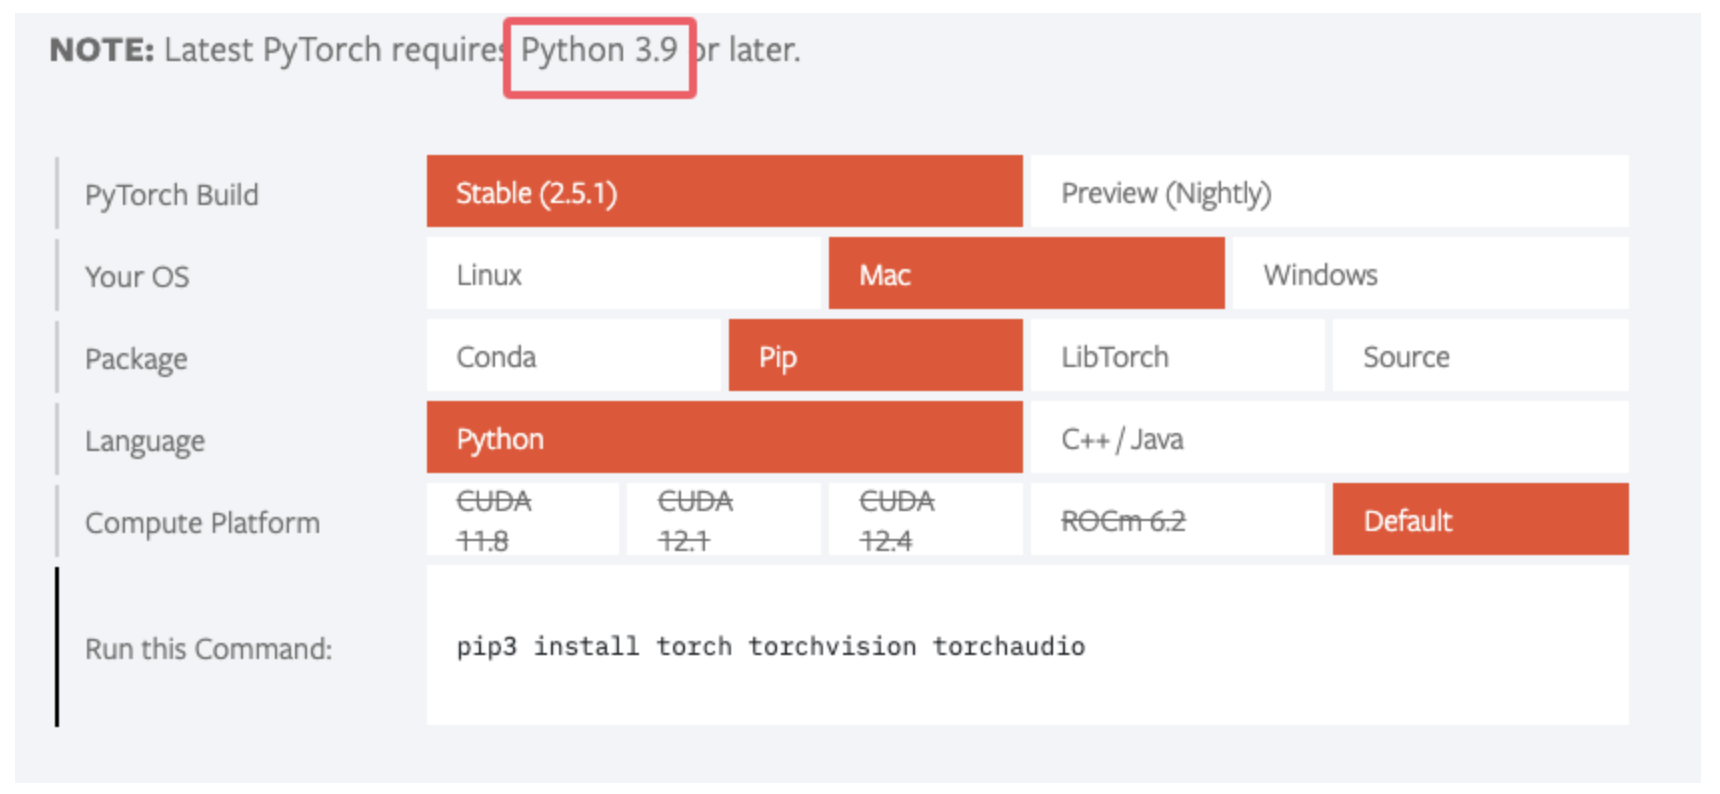 NOTE: Latest PyTorch requires Python 3.9 or later.
PyTorch Build Stable (2.5.1) Preview (Nightly)
Your OS Linux Mac Windows
Package Conda Pip LibTorch Source
Language Python C++ / Java
Compute Platform CUDA 11.8 CUDA 12.1 CUDA 12.4 ROCm 6.2 Default
Run this Command: pip3 install torch torchvision torchaudio